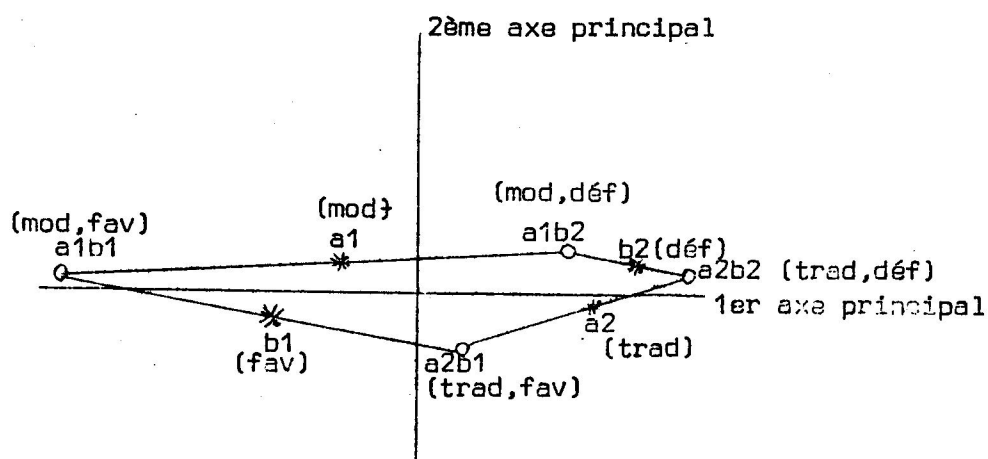 2ème axe principal
(mod,déf)
(mod}
(mod,fav)
a1b1
a1
a1b2
b2(déf)
a2b2 (trad,déf)
1er axe principal
a2
(trad)
b1
(fav)
a2b1
(trad,fav)